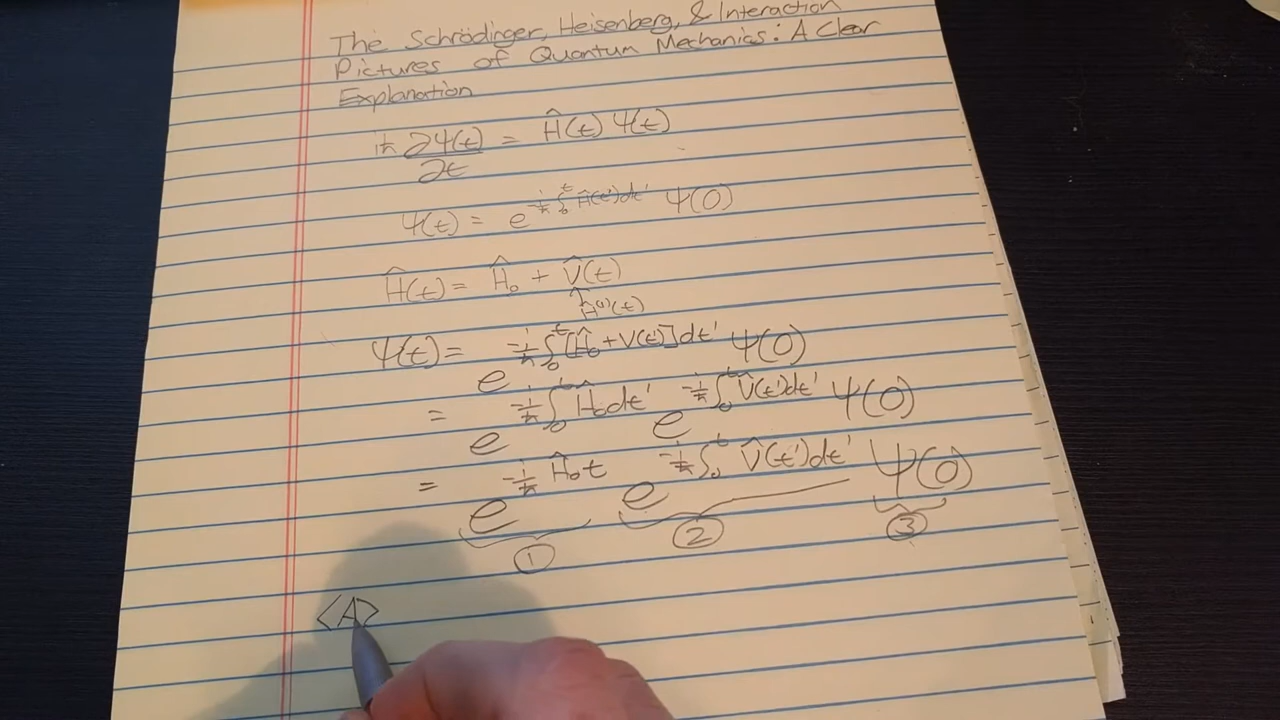 The Schrödinger, Heisenberg, & Interaction
Pictures of Quantum Mechanics: A Clear
Explanation
iħ ∂Ψ(t)/∂t = Ĥ(t) Ψ(t)
Ψ(t) = e^{-i/ħ ∫₀ᵗ Ĥ(t')dt'} Ψ(0)
Ĥ(t) = Ĥ₀ + V̂(t)
↑ Ĥ⁽¹⁾(t)
Ψ(t) = e^{-i/ħ ∫₀ᵗ [Ĥ₀ + V(t')]dt'} Ψ(0)
= e^{-i/ħ ∫₀ᵗ Ĥ₀dt'} e^{-i/ħ ∫₀ᵗ V̂(t')dt'} Ψ(0)
= e^{-i/ħ Ĥ₀t} e^{-i/ħ ∫₀ᵗ V̂(t')dt'} Ψ(0)
① ② ③
<A>